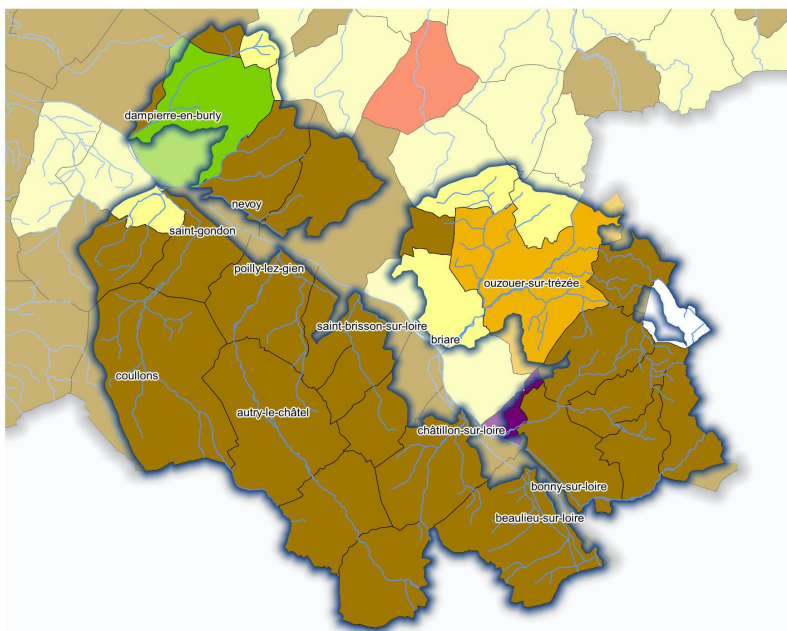 dampierre-en-burly
nevoy
saint-gondon
poilly-lez-gien
ouzouer-sur-trézée
saint-brisson-sur-loire
briare
coullons
autry-le-châtel
châtillon-sur-loire
bonny-sur-loire
beaulieu-sur-loire